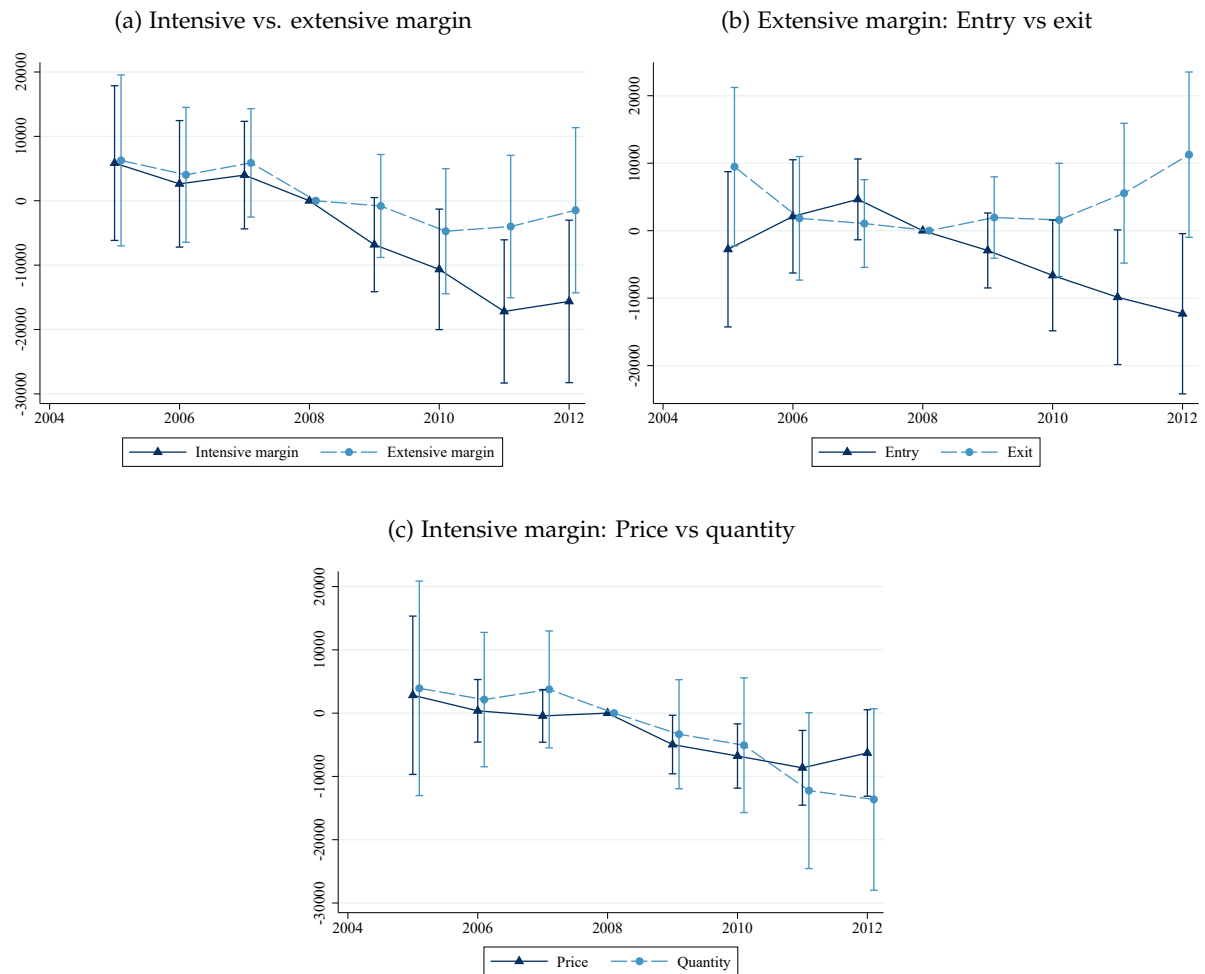 (a) Intensive vs. extensive margin
20000
10000
0
-10000
-20000
-30000
2004 2006 2008 2010 2012
Intensive margin Extensive margin
(b) Extensive margin: Entry vs exit
20000
10000
0
-10000
-20000
2004 2006 2008 2010 2012
Entry Exit
(c) Intensive margin: Price vs quantity
20000
10000
0
-10000
-20000
-30000
2004 2006 2008 2010 2012
Price Quantity